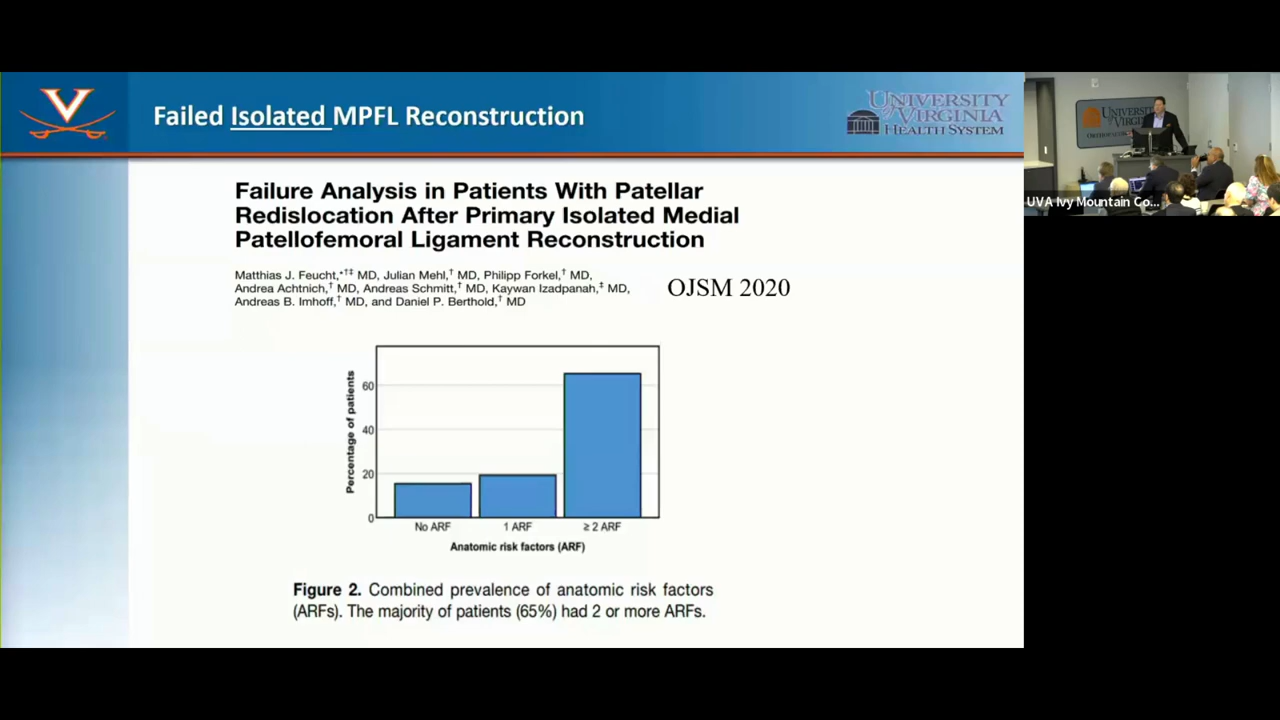 Failed Isolated MPFL Reconstruction
UNIVERSITY
of VIRGINIA
HEALTH SYSTEM
Failure Analysis in Patients With Patellar
Redislocation After Primary Isolated Medial
Patellofemoral Ligament Reconstruction
Matthias J. Feucht,*†‡ MD, Julian Mehl,† MD, Philipp Forkel,† MD,
Andrea Achtnich,† MD, Andreas Schmitt,† MD, Kaywan Izadpanah,‡ MD,
Andreas B. Imhoff,† MD, and Daniel P. Berthold,† MD
OJSM 2020
Percentage of patients
60
40
20
0
No ARF
1 ARF
≥ 2 ARF
Anatomic risk factors (ARF)
Figure 2. Combined prevalence of anatomic risk factors
(ARFs). The majority of patients (65%) had 2 or more ARFs.
UNIVERSITY
of VIRGINIA
UVA Ivy Mountain Co...